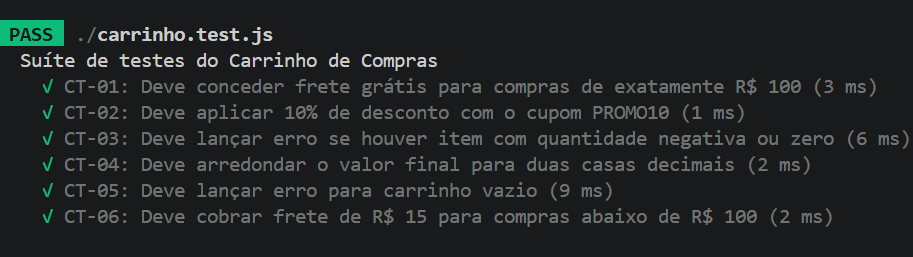 PASS ./carrinho.test.js
Suíte de testes do Carrinho de Compras
√ CT-01: Deve conceder frete grátis para compras de exatamente R$ 100 (3 ms)
√ CT-02: Deve aplicar 10% de desconto com o cupom PROMO10 (1 ms)
√ CT-03: Deve lançar erro se houver item com quantidade negativa ou zero (6 ms)
√ CT-04: Deve arredondar o valor final para duas casas decimais (2 ms)
√ CT-05: Deve lançar erro para carrinho vazio (9 ms)
√ CT-06: Deve cobrar frete de R$ 15 para compras abaixo de R$ 100 (2 ms)